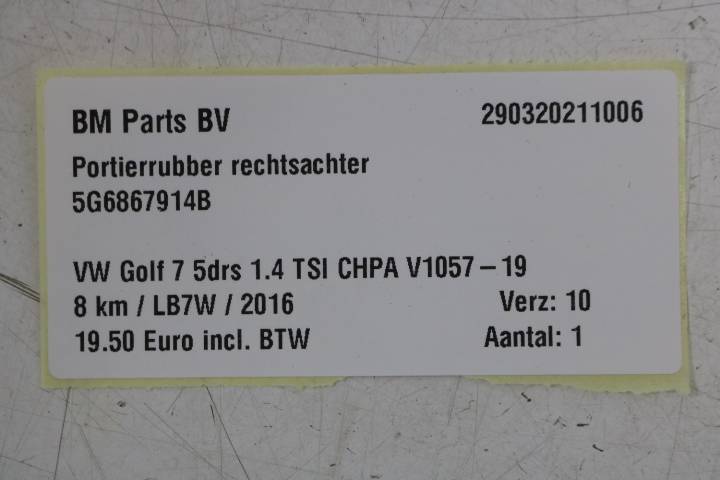 BM Parts BV 290320211006
Portierrubber rechtsachter
5G6867914B
VW Golf 7 5drs 1.4 TSI CHPA V1057 – 19
8 km / LB7W / 2016 Verz: 10
19.50 Euro incl. BTW Aantal: 1